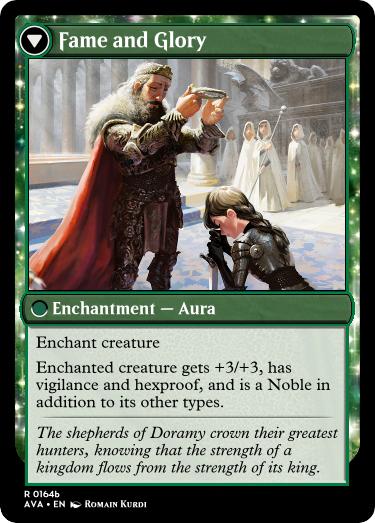 Fame and Glory
Enchantment — Aura
Enchant creature
Enchanted creature gets +3/+3, has
vigilance and hexproof, and is a Noble in
addition to its other types.
The shepherds of Doramy crown their greatest
hunters, knowing that the strength of a
kingdom flows from the strength of its king.
R 0164b
AVA • EN Romain Kurdi